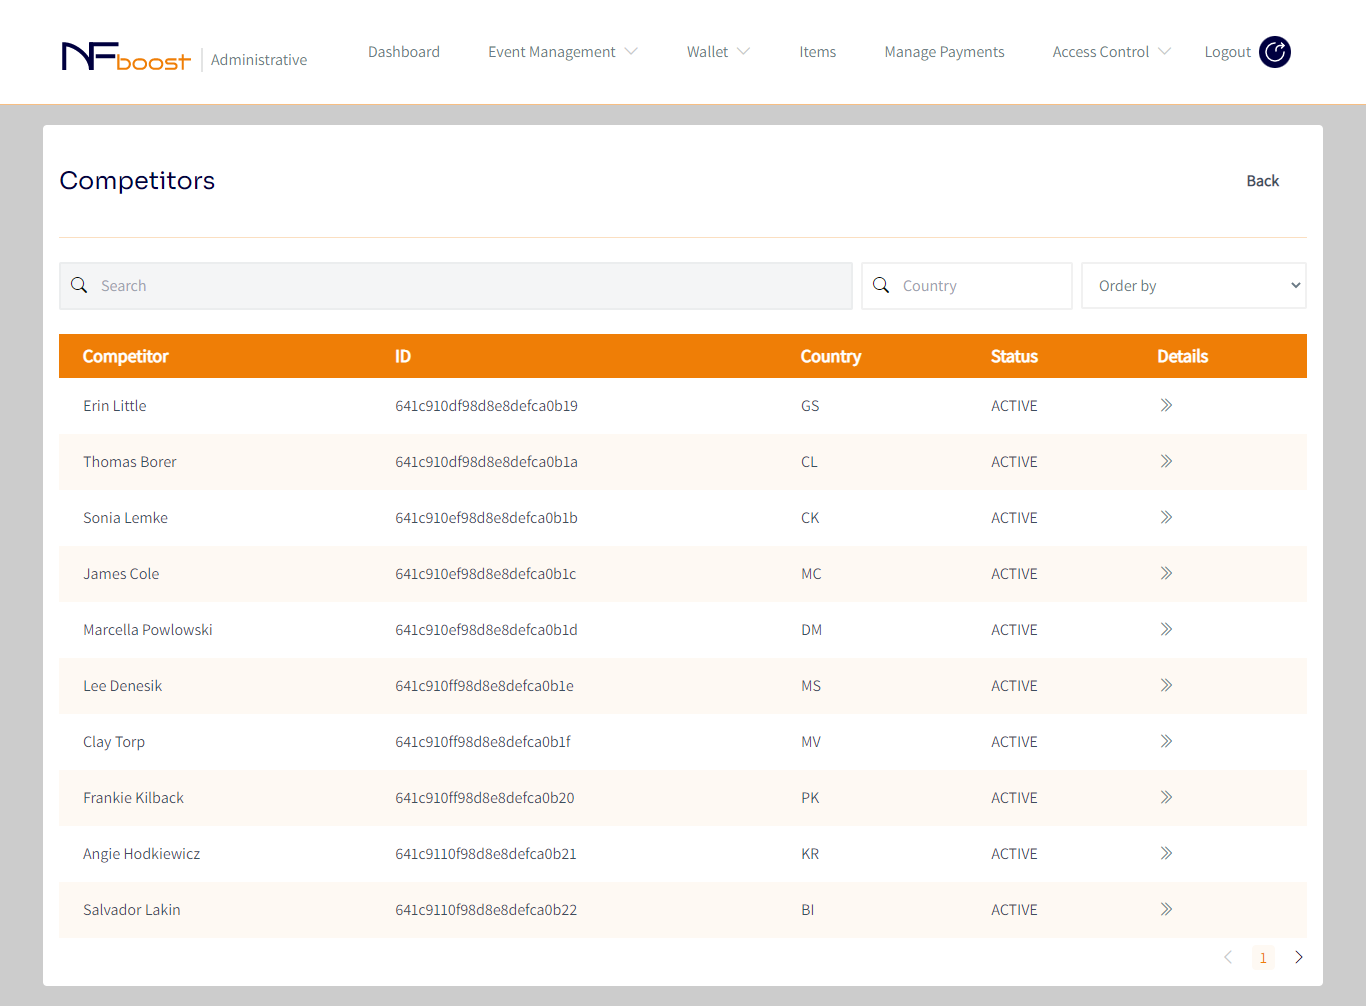 NFboost Administrative Dashboard Event Management Wallet Items Manage Payments Access Control Logout
Competitors Back
Search Country Order by
Competitor ID Country Status Details
Erin Little 641c910df98d8e8defca0b19 GS ACTIVE
Thomas Borer 641c910df98d8e8defca0b1a CL ACTIVE
Sonia Lemke 641c910ef98d8e8defca0b1b CK ACTIVE
James Cole 641c910ef98d8e8defca0b1c MC ACTIVE
Marcella Powlowski 641c910ef98d8e8defca0b1d DM ACTIVE
Lee Denesik 641c910ff98d8e8defca0b1e MS ACTIVE
Clay Torp 641c910ff98d8e8defca0b1f MV ACTIVE
Frankie Kilback 641c910ff98d8e8defca0b20 PK ACTIVE
Angie Hodkiewicz 641c9110f98d8e8defca0b21 KR ACTIVE
Salvador Lakin 641c9110f98d8e8defca0b22 BI ACTIVE
1